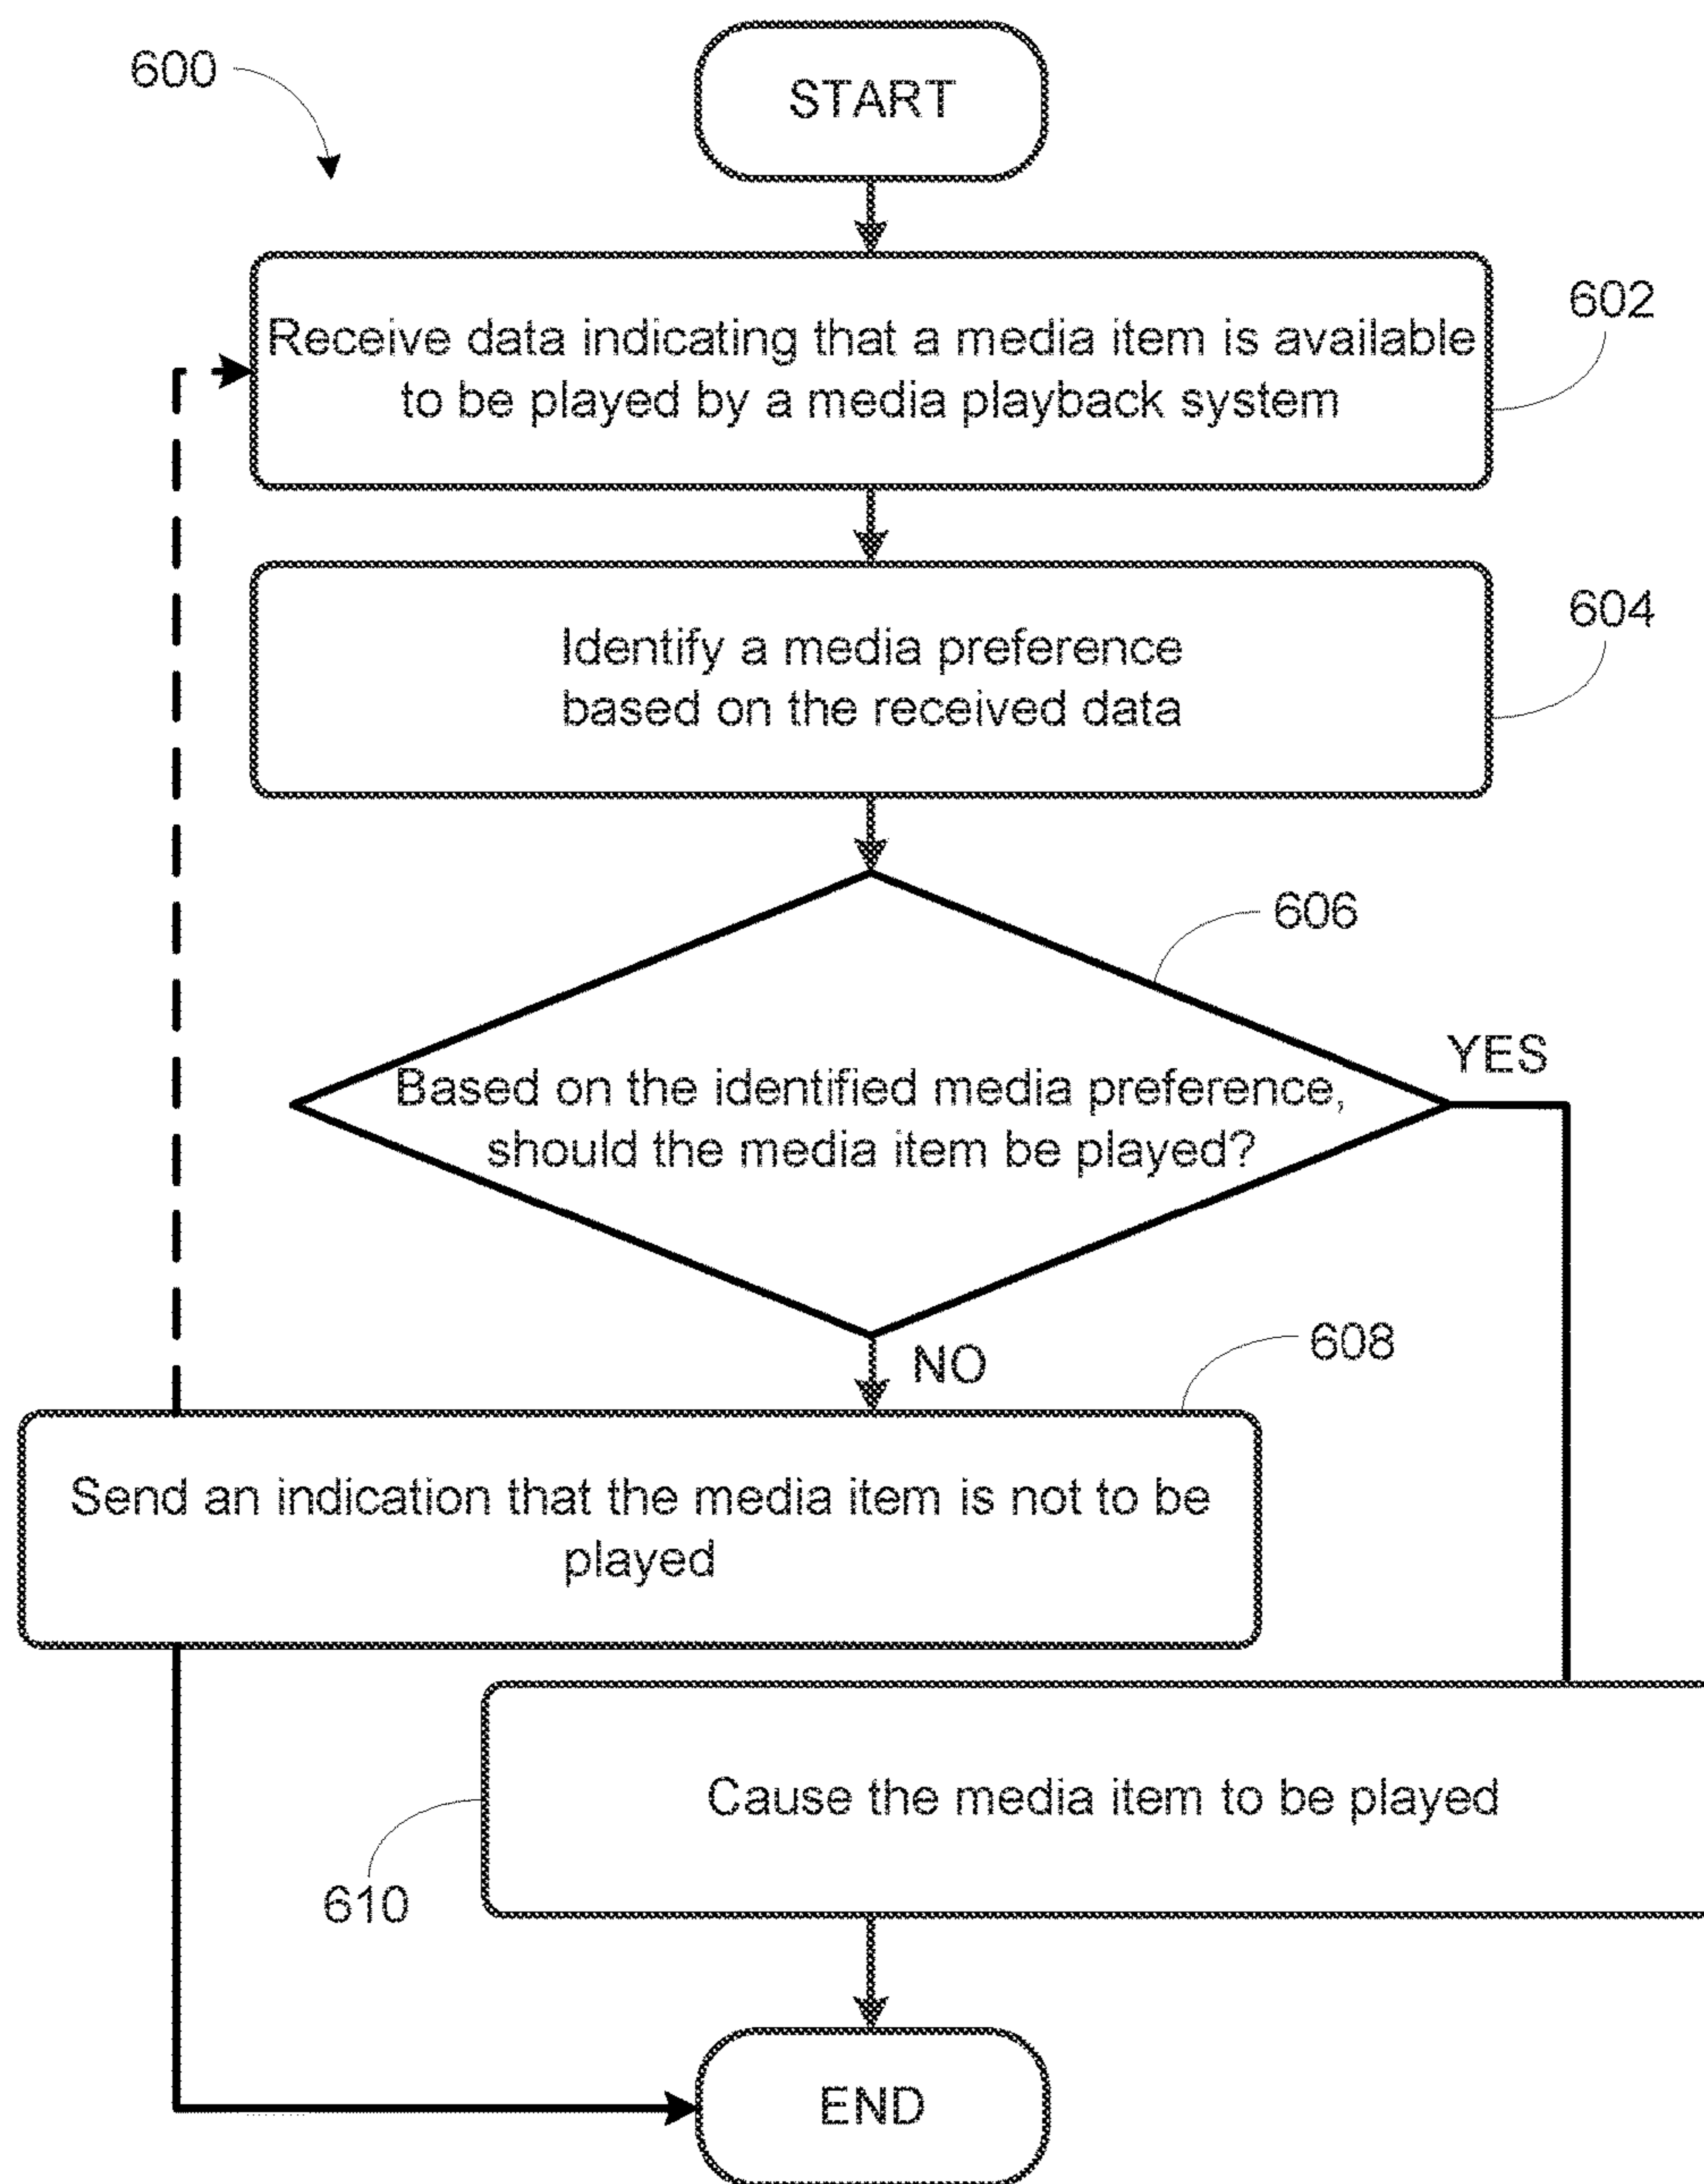 600
START
Receive data indicating that a media item is available
to be played by a media playback system
602
Identify a media preference
based on the received data
604
606
Based on the identified media preference,
should the media item be played?
YES
NO
608
Send an indication that the media item is not to be
played
Cause the media item to be played
610
END